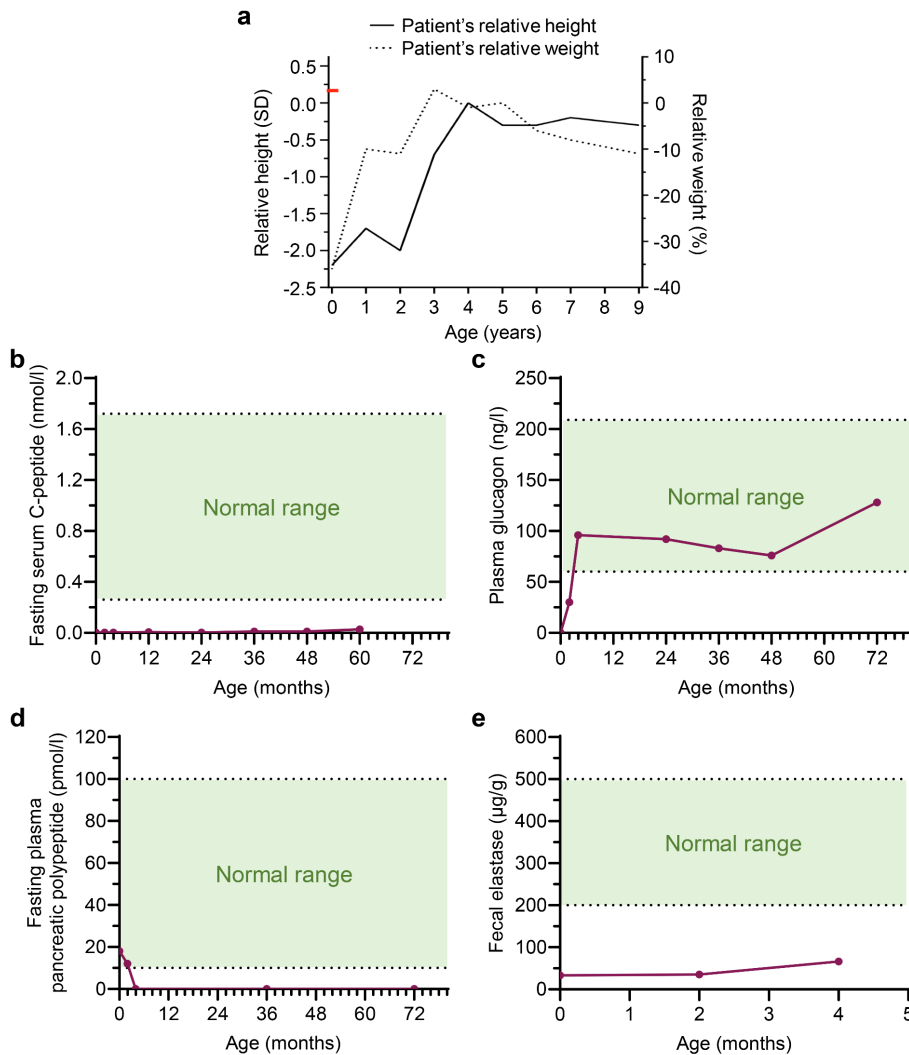 a
Patient's relative height
Patient's relative weight
Relative height (SD)
0.5
0.0
-0.5
-1.0
-1.5
-2.0
-2.5
10
0
-10
-20
-30
-40
Relative weight (%)
0 1 2 3 4 5 6 7 8 9
Age (years)
b
Fasting serum C-peptide (nmol/l)
2.0
1.6
1.2
0.8
0.4
0.0
Normal range
0 12 24 36 48 60 72
Age (months)
c
Plasma glucagon (ng/l)
250
200
150
100
50
0
Normal range
0 12 24 36 48 60 72
Age (months)
d
Fasting plasma
pancreatic polypeptide (pmol/l)
120
100
80
60
40
20
0
Normal range
0 12 24 36 48 60 72
Age (months)
e
Fecal elastase (µg/g)
600
500
400
300
200
100
0
Normal range
0 1 2 3 4 5
Age (months)